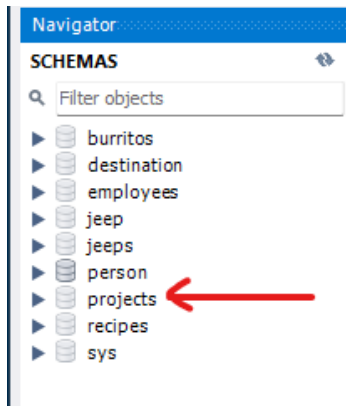 Navigator
SCHEMAS
Filter objects
burritos
destination
employees
jeep
jeeps
person
projects
recipes
sys